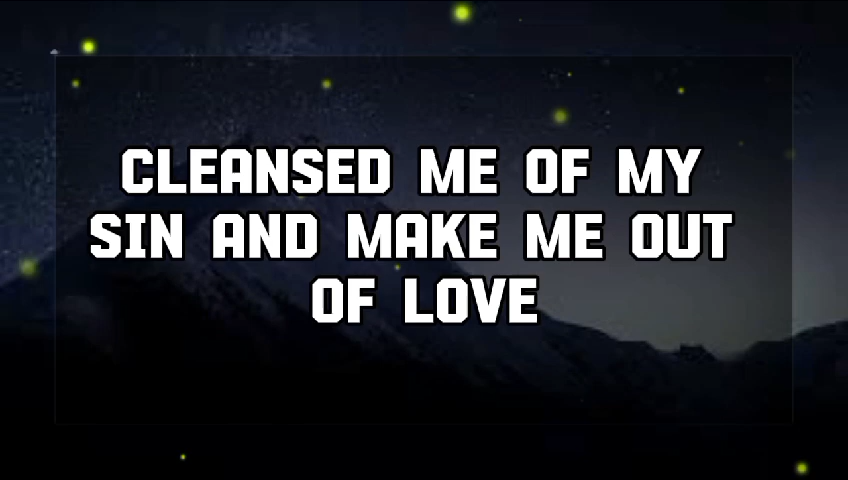 CLEANSED ME OF MY
SIN AND MAKE ME OUT
OF LOVE